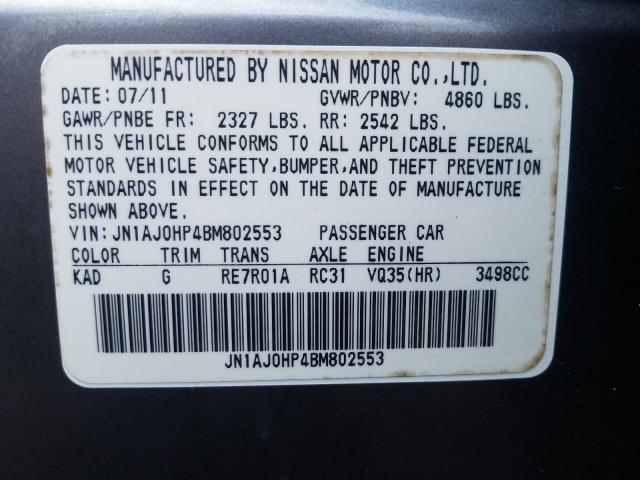 MANUFACTURED BY NISSAN MOTOR CO.,LTD.
DATE: 07/11 GVWR/PNBV: 4860 LBS.
GAWR/PNBE FR: 2327 LBS. RR: 2542 LBS.
THIS VEHICLE CONFORMS TO ALL APPLICABLE FEDERAL
MOTOR VEHICLE SAFETY,BUMPER,AND THEFT PREVENTION
STANDARDS IN EFFECT ON THE DATE OF MANUFACTURE
SHOWN ABOVE.
VIN: JN1AJ0HP4BM802553 PASSENGER CAR
COLOR TRIM TRANS AXLE ENGINE
KAD G RE7R01A RC31 VQ35(HR) 3498CC
JN1AJ0HP4BM802553